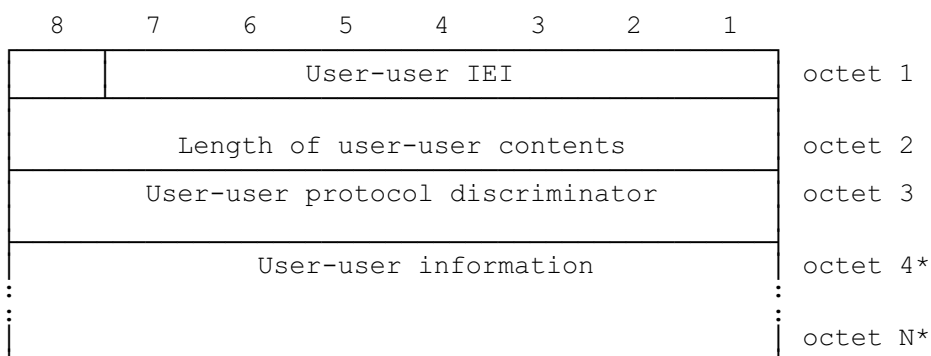 8 7 6 5 4 3 2 1
User-user IEI octet 1
Length of user-user contents octet 2
User-user protocol discriminator octet 3
User-user information octet 4*
octet N*